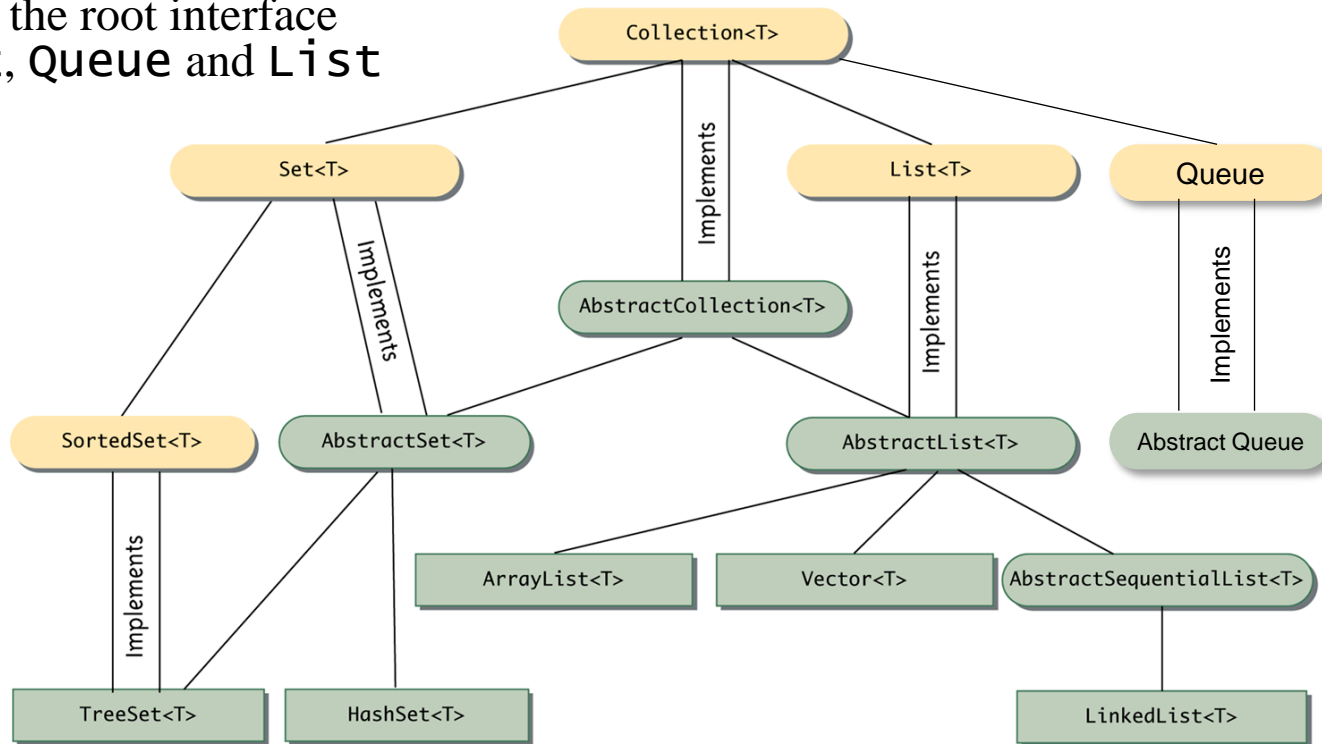 the root interface
, Queue and List
Collection<T>
Set<T>
Implements
List<T>
Queue
Implements
AbstractCollection<T>
Implements
Implements
SortedSet<T>
AbstractSet<T>
AbstractList<T>
Abstract Queue
Implements
ArrayList<T>
Vector<T>
AbstractSequentialList<T>
TreeSet<T>
HashSet<T>
LinkedList<T>